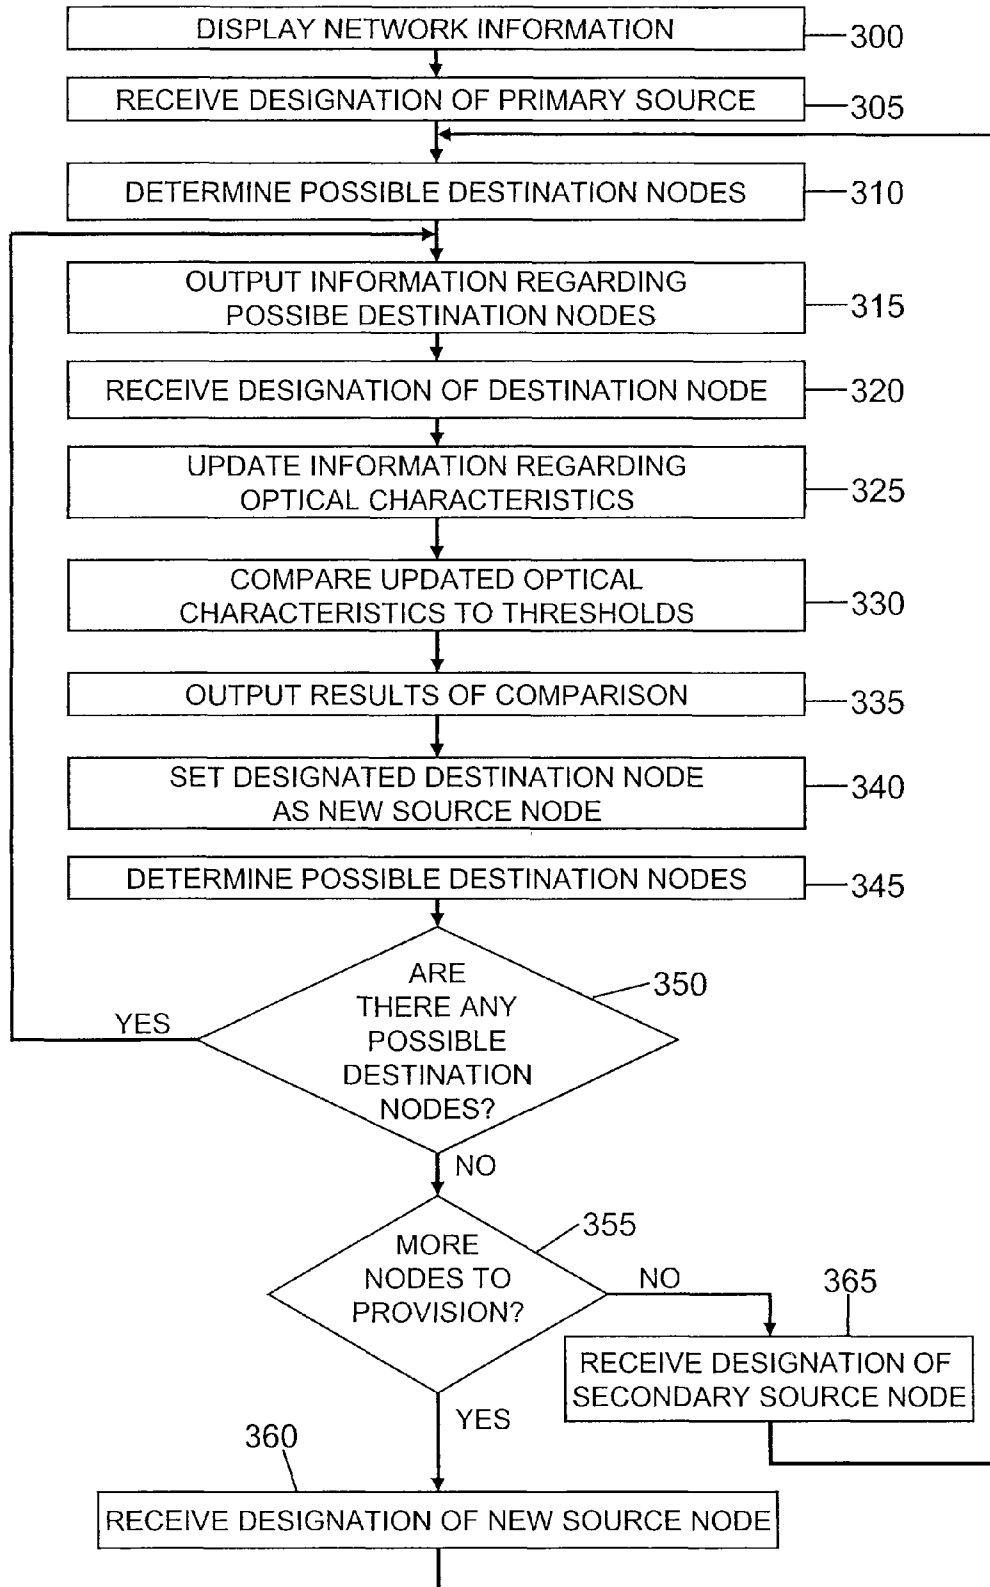 DISPLAY NETWORK INFORMATION
300
RECEIVE DESIGNATION OF PRIMARY SOURCE
305
DETERMINE POSSIBLE DESTINATION NODES
310
OUTPUT INFORMATION REGARDING
POSSIBE DESTINATION NODES
315
RECEIVE DESIGNATION OF DESTINATION NODE
320
UPDATE INFORMATION REGARDING
OPTICAL CHARACTERISTICS
325
COMPARE UPDATED OPTICAL
CHARACTERISTICS TO THRESHOLDS
330
OUTPUT RESULTS OF COMPARISON
335
SET DESIGNATED DESTINATION NODE
AS NEW SOURCE NODE
340
DETERMINE POSSIBLE DESTINATION NODES
345
ARE
THERE ANY
POSSIBLE
DESTINATION
NODES?
350
YES
NO
MORE
NODES TO
PROVISION?
355
NO
365
RECEIVE DESIGNATION OF
SECONDARY SOURCE NODE
YES
360
RECEIVE DESIGNATION OF NEW SOURCE NODE